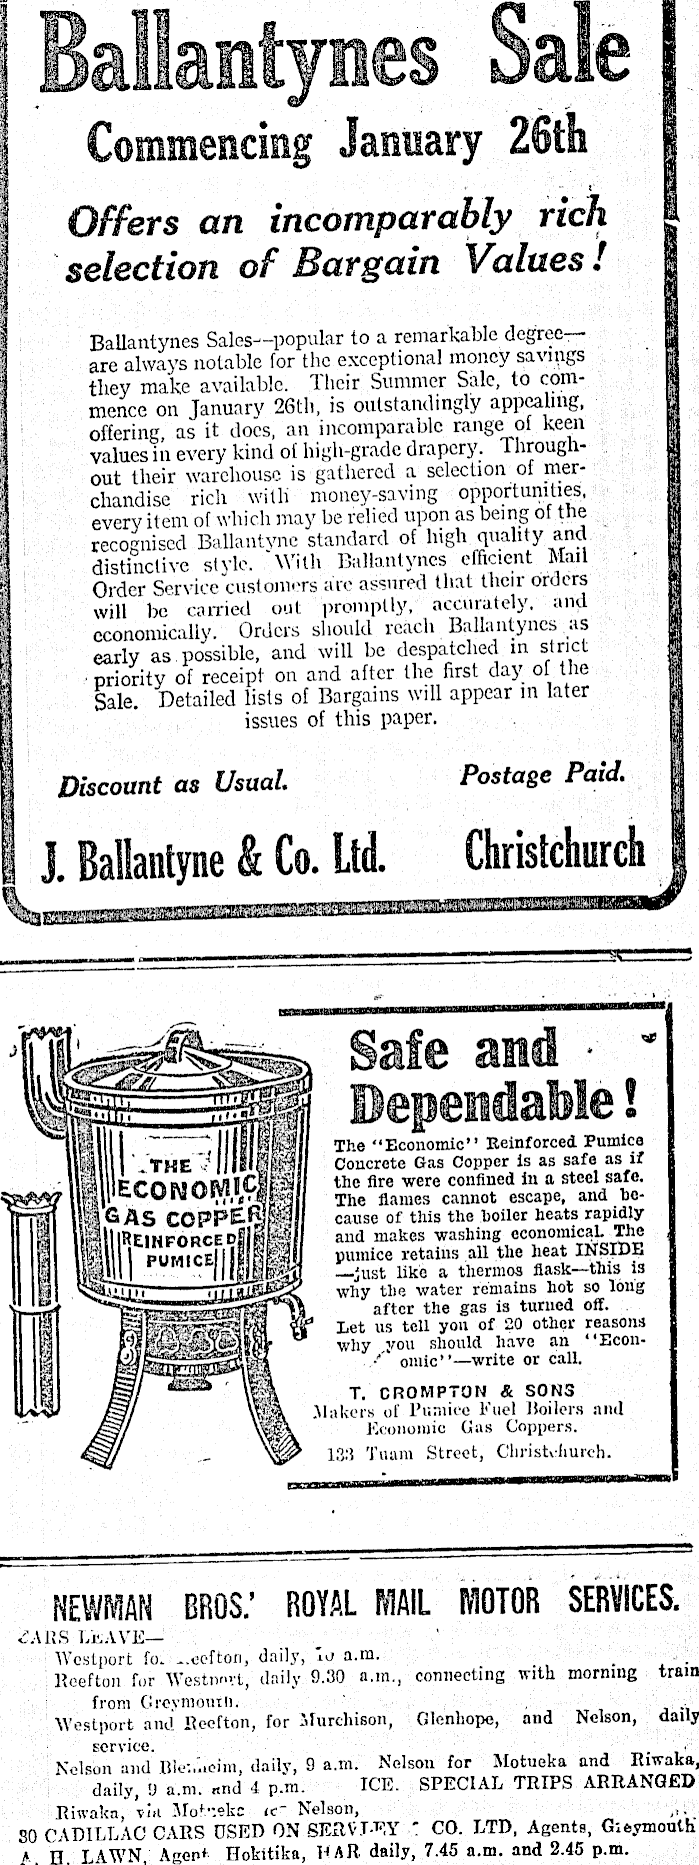 Ballantynes Sale
Commencing January 26th
Offers an incomparably rich
selection of Bargain Values!
Ballantynes Sales--popular to a remarkable degree—
are always notable for the exceptional money savings
they make available. Their Summer Sale, to com-
mence on January 26th, is outstandingly appealing,
offering, as it does, an incomparable range of keen
values in every kind of high-grade drapery. Through-
out their warehouse is gathered a selection of mer-
chandise rich with money-saving opportunities,
every item of which may be relied upon as being of the
recognised Ballantyne standard of high quality and
distinctive style. With Ballantynes efficient Mail
Order Service customers are assured that their orders
will be carried out promptly, accurately, and
economically. Orders should reach Ballantynes as
early as possible, and will be despatched in strict
priority of receipt on and after the first day of the
Sale. Detailed lists of Bargains will appear in later
issues of this paper.
Discount as Usual. Postage Paid.
J. Ballantyne & Co. Ltd. Christchurch
THE
ECONOMIC
GAS COPPER
REINFORCED
PUMICE
Safe and
Dependable!
The "Economic" Reinforced Pumice
Concrete Gas Copper is as safe as if
the fire were confined in a steel safe.
The flames cannot escape, and be-
cause of this the boiler heats rapidly
and makes washing economical. The
pumice retains all the heat INSIDE
—just like a thermos flask—this is
why the water remains hot so long
after the gas is turned off.
Let us tell you of 20 other reasons
why you should have an "Econ-
omic"—write or call.
T. CROMPTON & SONS
Makers of Pumice Fuel Boilers and
Economic Gas Coppers.
133 Tuam Street, Christchurch.
NEWMAN BROS.' ROYAL MAIL MOTOR SERVICES.
CARS LEAVE—
Westport for Reefton, daily, 10 a.m.
Reefton for Westport, daily 9.30 a.m., connecting with morning train
from Greymouth.
Westport and Reefton, for Murchison, Glenhope, and Nelson, daily
service.
Nelson and Blenheim, daily, 9 a.m. Nelson for Motueka and Riwaka,
daily, 9 a.m. and 4 p.m. ICE. SPECIAL TRIPS ARRANGED
Riwaka, via Motueka Nelson,
30 CADILLAC CARS USED ON CO. LTD, Agents, Greymouth
A. H. LAWN, Agent Hokitika, daily, 7.45 a.m. and 2.45 p.m.